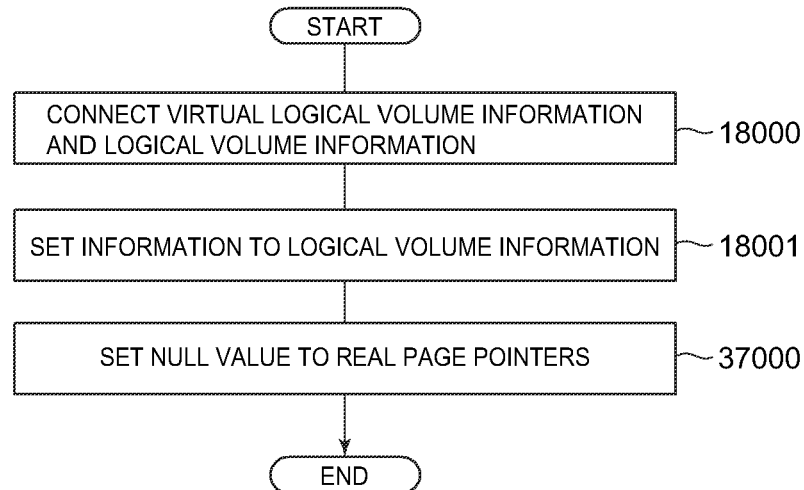 START
CONNECT VIRTUAL LOGICAL VOLUME INFORMATION
AND LOGICAL VOLUME INFORMATION
18000
SET INFORMATION TO LOGICAL VOLUME INFORMATION
18001
SET NULL VALUE TO REAL PAGE POINTERS
37000
END